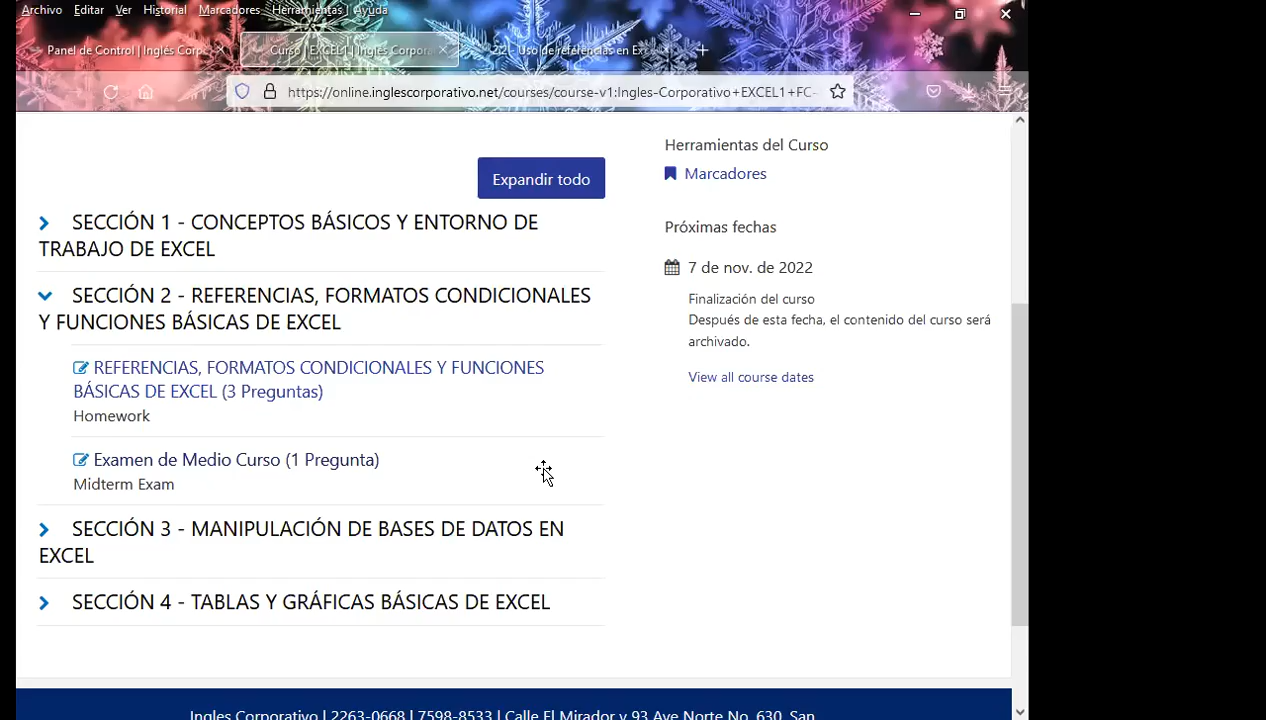 Archivo Editar Ver Historial Marcadores Herramientas Ayuda
Panel de Control | Inglés Corp
Curso | EXCEL1 | Ingles Corpora
2.2. Uso de referencias en Exc
https://online.inglescorporativo.net/courses/course-v1:Ingles-Corporativo+EXCEL1+FC-
Herramientas del Curso
Marcadores
Expandir todo
Próximas fechas
SECCIÓN 1 - CONCEPTOS BÁSICOS Y ENTORNO DE
TRABAJO DE EXCEL
7 de nov. de 2022
Finalización del curso
Después de esta fecha, el contenido del curso será
archivado.
View all course dates
SECCIÓN 2 - REFERENCIAS, FORMATOS CONDICIONALES
Y FUNCIONES BÁSICAS DE EXCEL
REFERENCIAS, FORMATOS CONDICIONALES Y FUNCIONES
BÁSICAS DE EXCEL (3 Preguntas)
Homework
Examen de Medio Curso (1 Pregunta)
Midterm Exam
SECCIÓN 3 - MANIPULACIÓN DE BASES DE DATOS EN
EXCEL
SECCIÓN 4 - TABLAS Y GRÁFICAS BÁSICAS DE EXCEL
Ingles Corporativo | 2263-0668 | 7598-8533 | Calle El Mirador y 93 Ave Norte No. 630, San